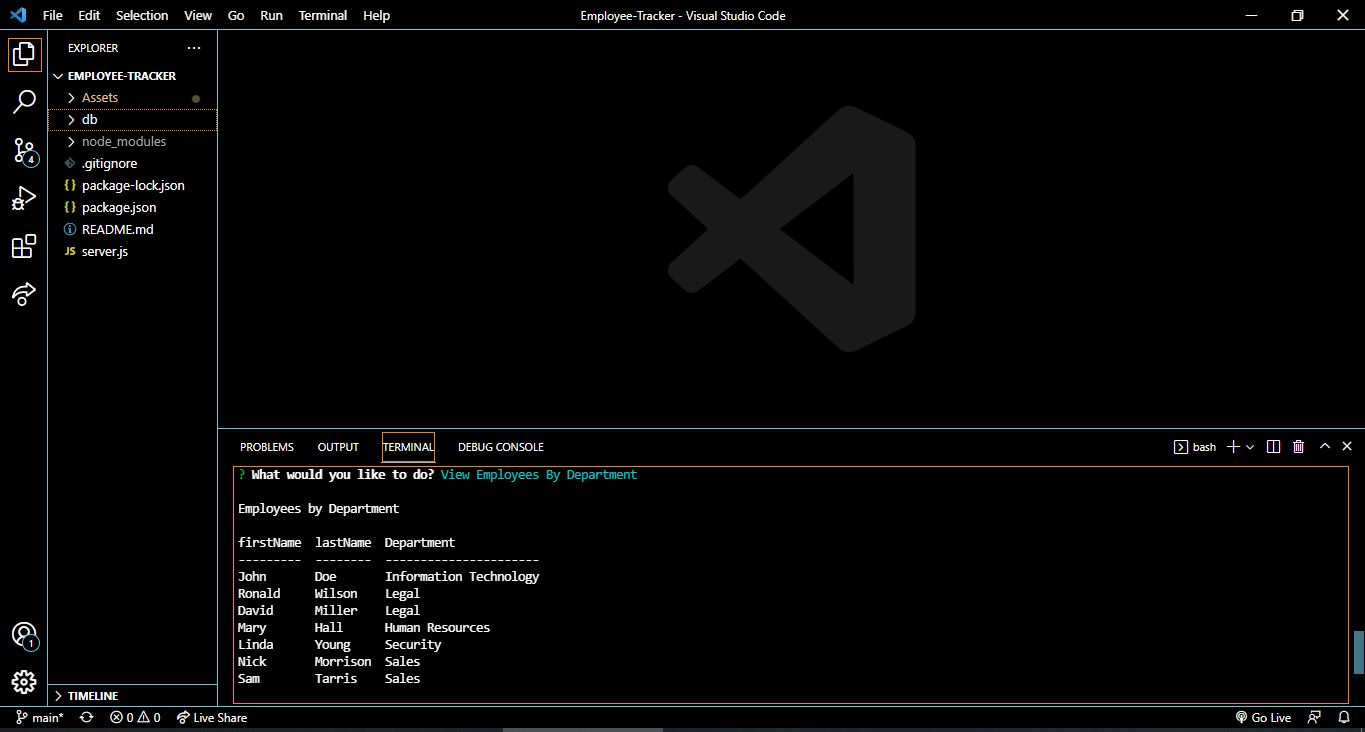 File Edit Selection View Go Run Terminal Help Employee-Tracker - Visual Studio Code
EXPLORER ...
EMPLOYEE-TRACKER
Assets
db
node_modules
4
.gitignore
package-lock.json
{} package.json
README.md
JS server.js
PROBLEMS OUTPUT TERMINAL DEBUG CONSOLE bash
? What would you like to do? View Employees By Department
Employees by Department
firstName lastName Department
--------- -------- ----------------------
John Doe Information Technology
Ronald Wilson Legal
David Miller Legal
Mary Hall Human Resources
Linda Young Security
Nick Morrison Sales
Sam Tarris Sales
1
TIMELINE
main* 0 0 Live Share Go Live